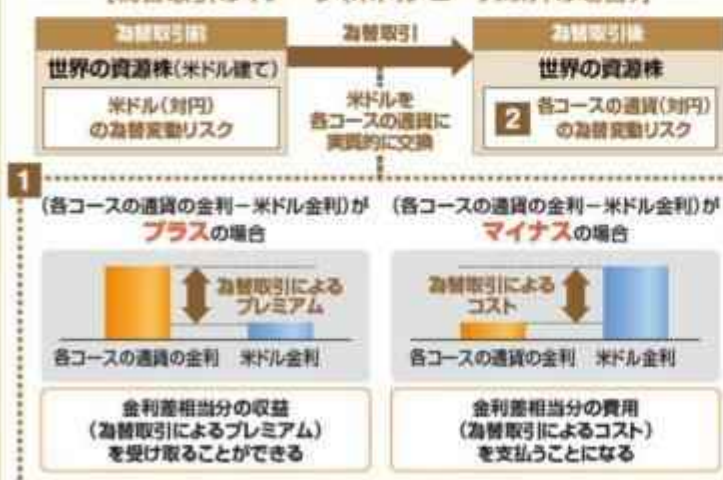 為替取引前
為替取引
為替取引後
世界の資源株(米ドル建て)
世界の資源株
米ドル(対円)
の為替変動リスク
米ドルを
各コースの通貨に
実質的に交換
2
各コースの通貨(対円)
の為替変動リスク
1
(各コースの通貨の金利－米ドル金利)が
プラスの場合
(各コースの通貨の金利－米ドル金利)が
マイナスの場合
為替取引による
プレミアム
為替取引による
コスト
各コースの通貨の金利
米ドル金利
各コースの通貨の金利
米ドル金利
金利差相当分の収益
(為替取引によるプレミアム)
を受け取ることができる
金利差相当分の費用
(為替取引によるコスト)
を支払うことになる